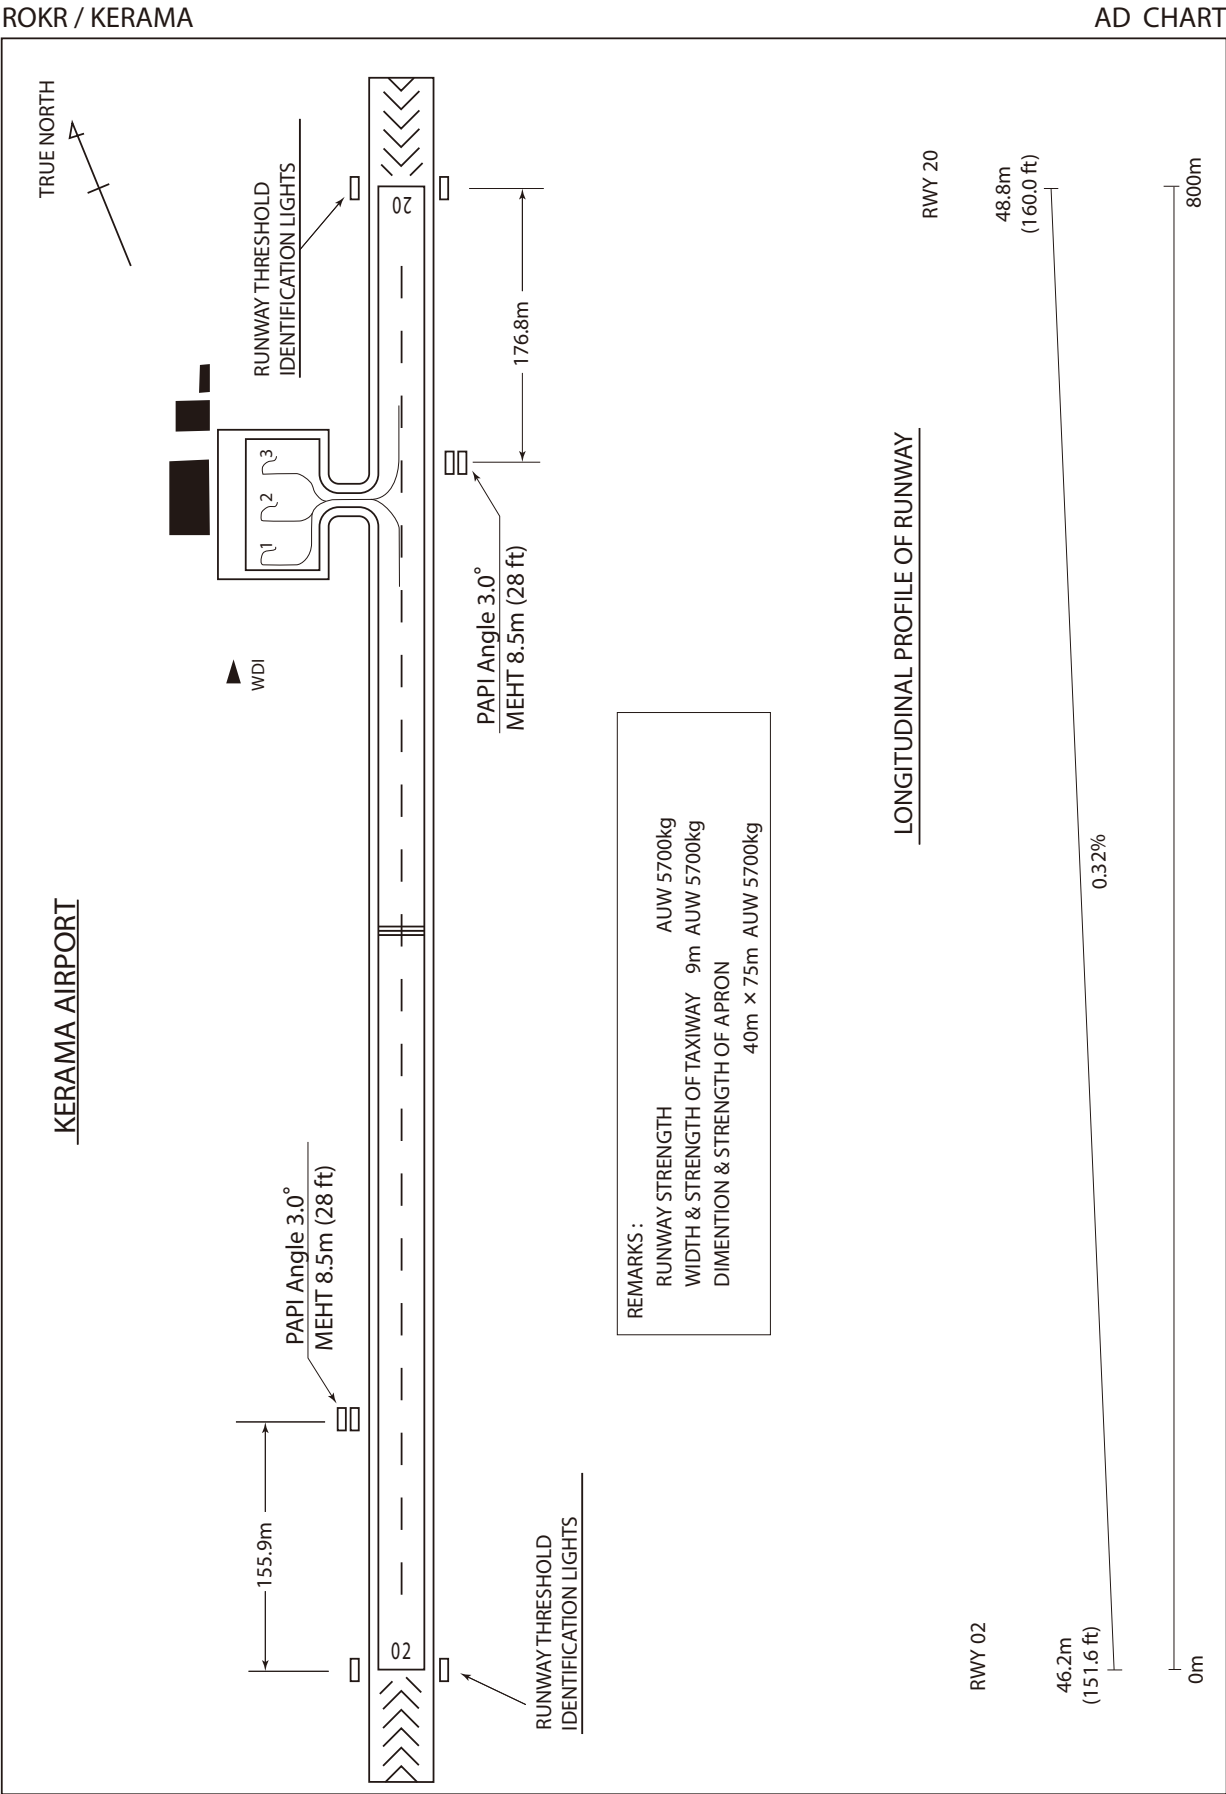 ROKR / KERAMA
AD CHART
TRUE NORTH
KERAMA AIRPORT
RUNWAY THRESHOLD
IDENTIFICATION LIGHTS
20
176.8m
1
2
3
WDI
PAPI Angle 3.0°
MEHT 8.5m (28 ft)
PAPI Angle 3.0°
MEHT 8.5m (28 ft)
155.9m
02
RUNWAY THRESHOLD
IDENTIFICATION LIGHTS
REMARKS :
RUNWAY STRENGTH AUW 5700kg
WIDTH & STRENGTH OF TAXIWAY 9m AUW 5700kg
DIMENTION & STRENGTH OF APRON
40m × 75m AUW 5700kg
LONGITUDINAL PROFILE OF RUNWAY
RWY 20
48.8m
(160.0 ft)
800m
0.32%
RWY 02
46.2m
(151.6 ft)
0m